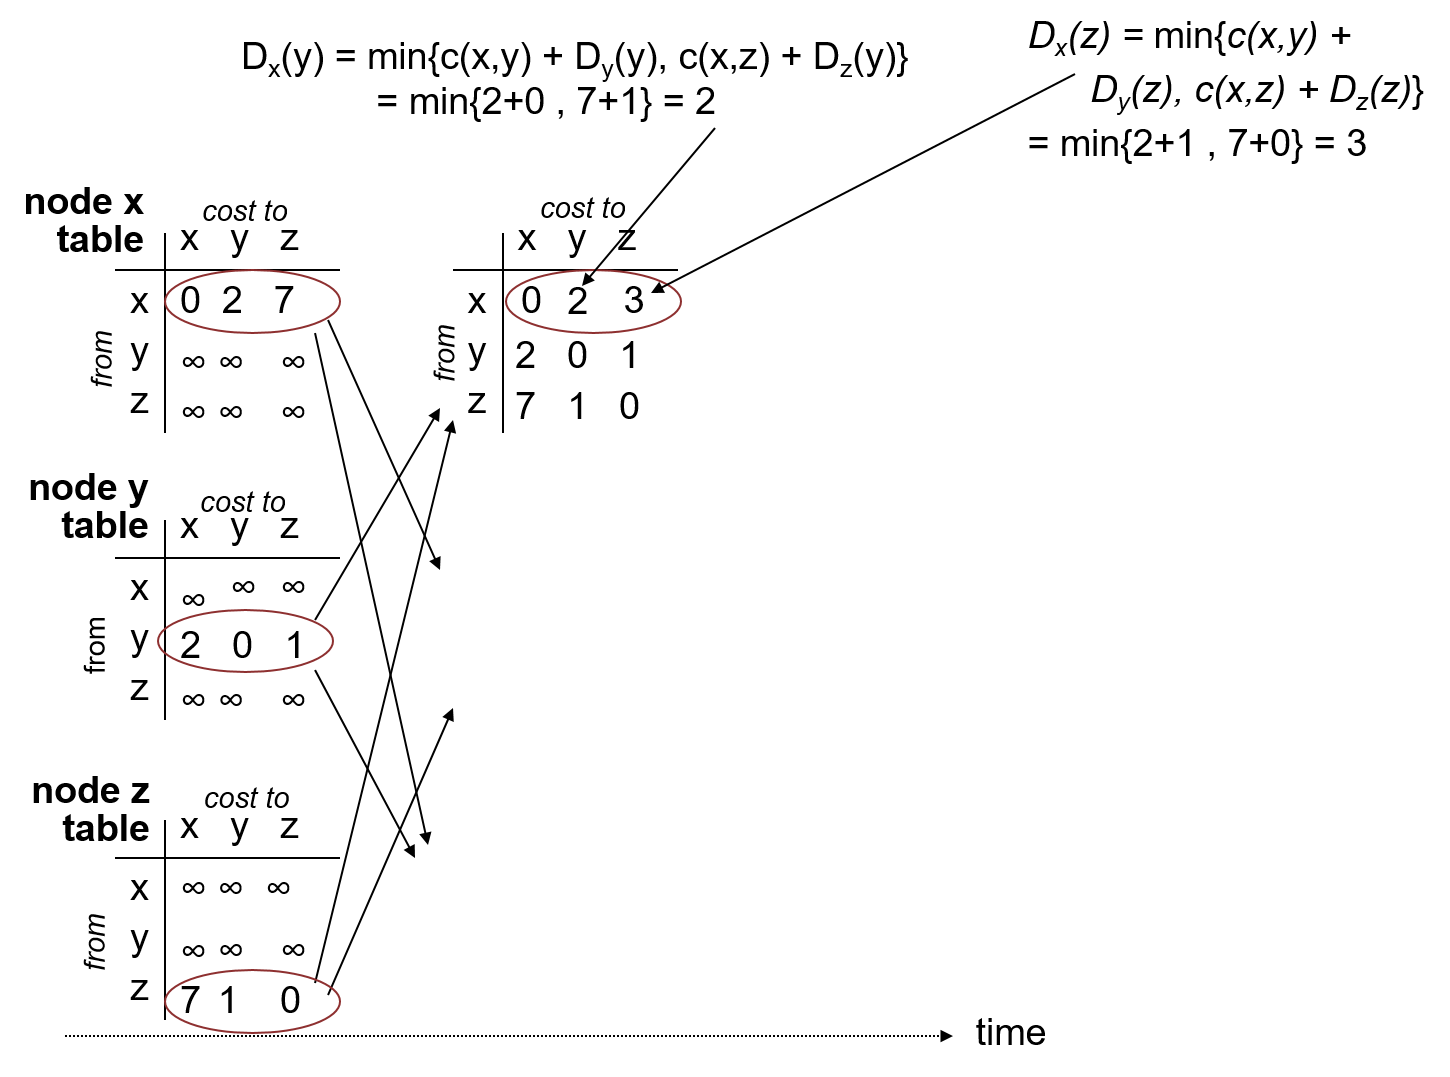 Dx(y) = min{c(x,y) + Dy(y), c(x,z) + Dz(y)}
= min{2+0 , 7+1} = 2
Dx(z) = min{c(x,y) +
Dy(z), c(x,z) + Dz(z)}
= min{2+1 , 7+0} = 3
node x
table
cost to
x y z
from
x 0 2 7
y ∞ ∞ ∞
z ∞ ∞ ∞
cost to
x y z
from
x 0 2 3
y 2 0 1
z 7 1 0
node y
table
cost to
x y z
from
x ∞ ∞ ∞
y 2 0 1
z ∞ ∞ ∞
node z
table
cost to
x y z
from
x ∞ ∞ ∞
y ∞ ∞ ∞
z 7 1 0
time